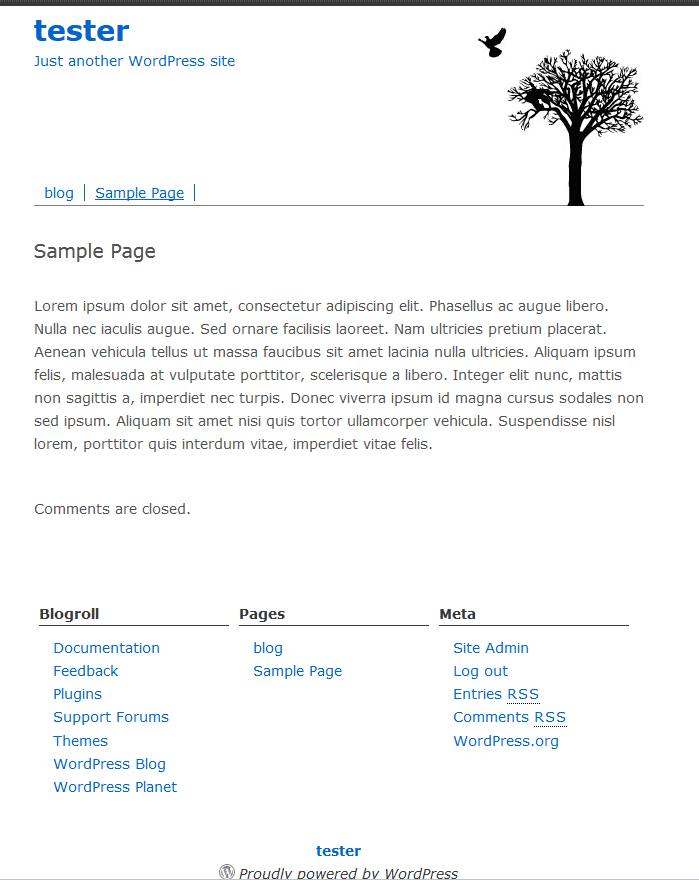 tester
Just another WordPress site
blog
Sample Page
Sample Page
Lorem ipsum dolor sit amet, consectetur adipiscing elit. Phasellus ac augue libero.
Nulla nec iaculis augue. Sed ornare facilisis laoreet. Nam ultricies pretium placerat.
Aenean vehicula tellus ut massa faucibus sit amet lacinia nulla ultricies. Aliquam ipsum
felis, malesuada at vulputate porttitor, scelerisque a libero. Integer elit nunc, mattis
non sagittis a, imperdiet nec turpis. Donec viverra ipsum id magna cursus sodales non
sed ipsum. Aliquam sit amet nisi quis tortor ullamcorper vehicula. Suspendisse nisl
lorem, porttitor quis interdum vitae, imperdiet vitae felis.
Comments are closed.
Blogroll
Documentation
Feedback
Plugins
Support Forums
Themes
WordPress Blog
WordPress Planet
Pages
blog
Sample Page
Meta
Site Admin
Log out
Entries RSS
Comments RSS
WordPress.org
tester
Proudly powered by WordPress